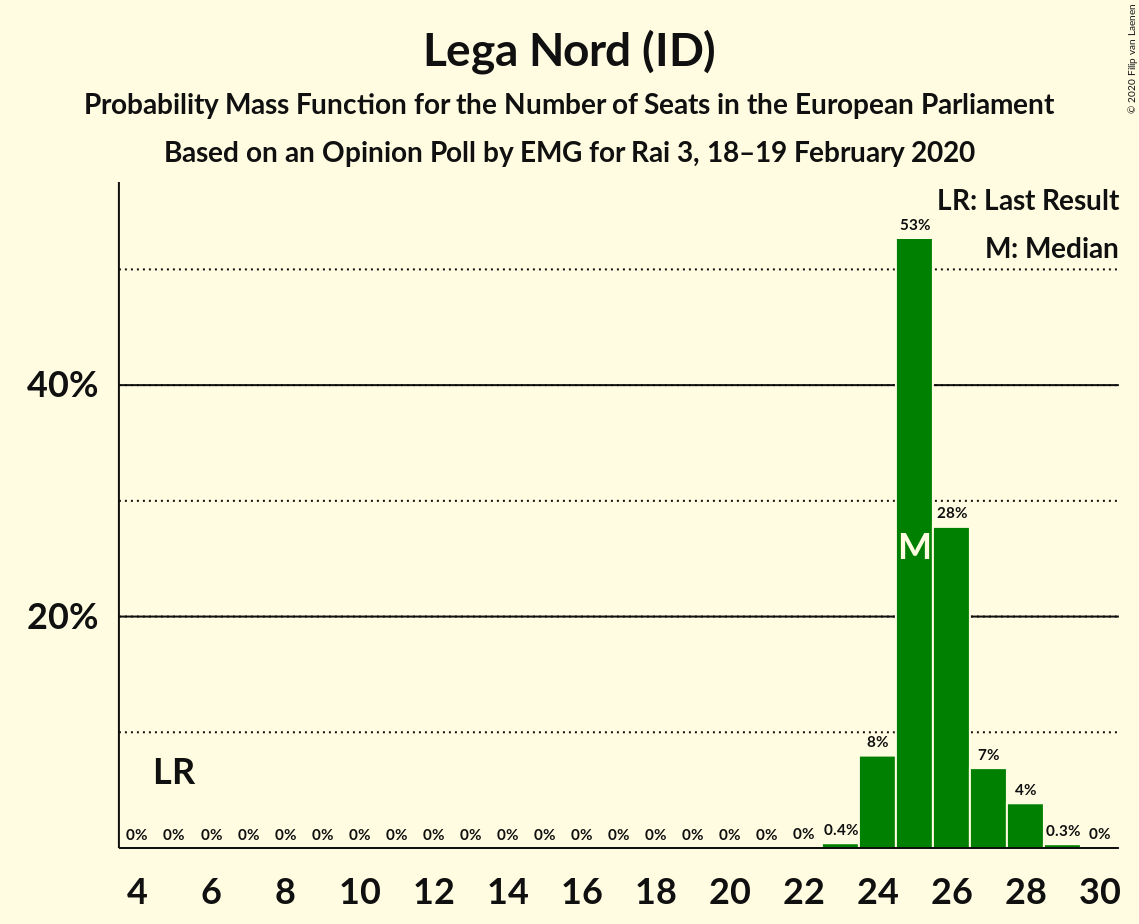 Lega Nord (ID)
Probability Mass Function for the Number of Seats in the European Parliament
Based on an Opinion Poll by EMG for Rai 3, 18–19 February 2020
© 2020 Filip van Laenen
LR: Last Result
M: Median
53%
40%
28%
M
20%
8%
7%
LR
4%
0% 0% 0% 0% 0% 0% 0% 0% 0% 0% 0% 0% 0% 0% 0% 0% 0% 0% 0% 0.4% 0.3% 0%
4 6 8 10 12 14 16 18 20 22 24 26 28 30